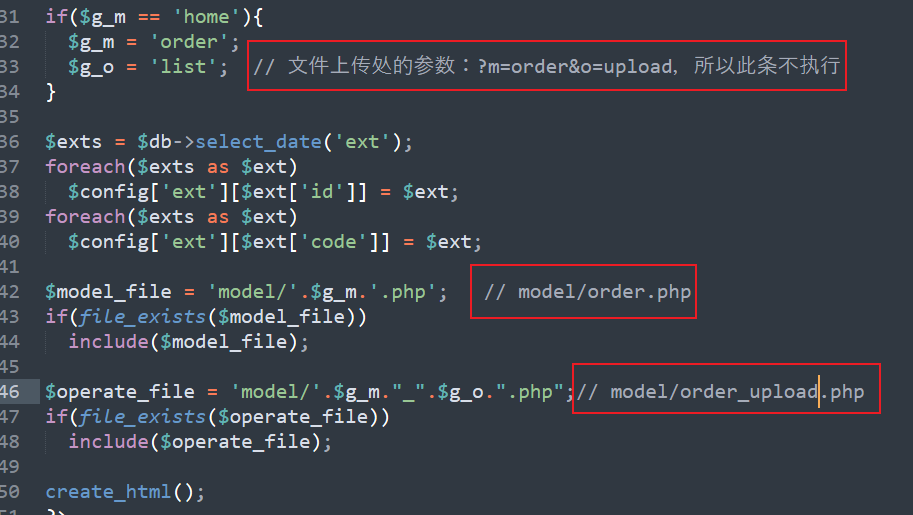 31 if($g_m == 'home'){
32 $g_m = 'order';
33 $g_o = 'list'; // 文件上传处的参数：?m=order&o=upload，所以此条不执行
34 }
35
36 $exts = $db->select_date('ext');
37 foreach($exts as $ext)
38 $config['ext'][$ext['id']] = $ext;
39 foreach($exts as $ext)
40 $config['ext'][$ext['code']] = $ext;
41
42 $model_file = 'model/'.$g_m.'.php'; // model/order.php
43 if(file_exists($model_file))
44 include($model_file);
45
46 $operate_file = 'model/'.$g_m."_".$g_o.".php";// model/order_upload.php
47 if(file_exists($operate_file))
48 include($operate_file);
49
50 create_html();